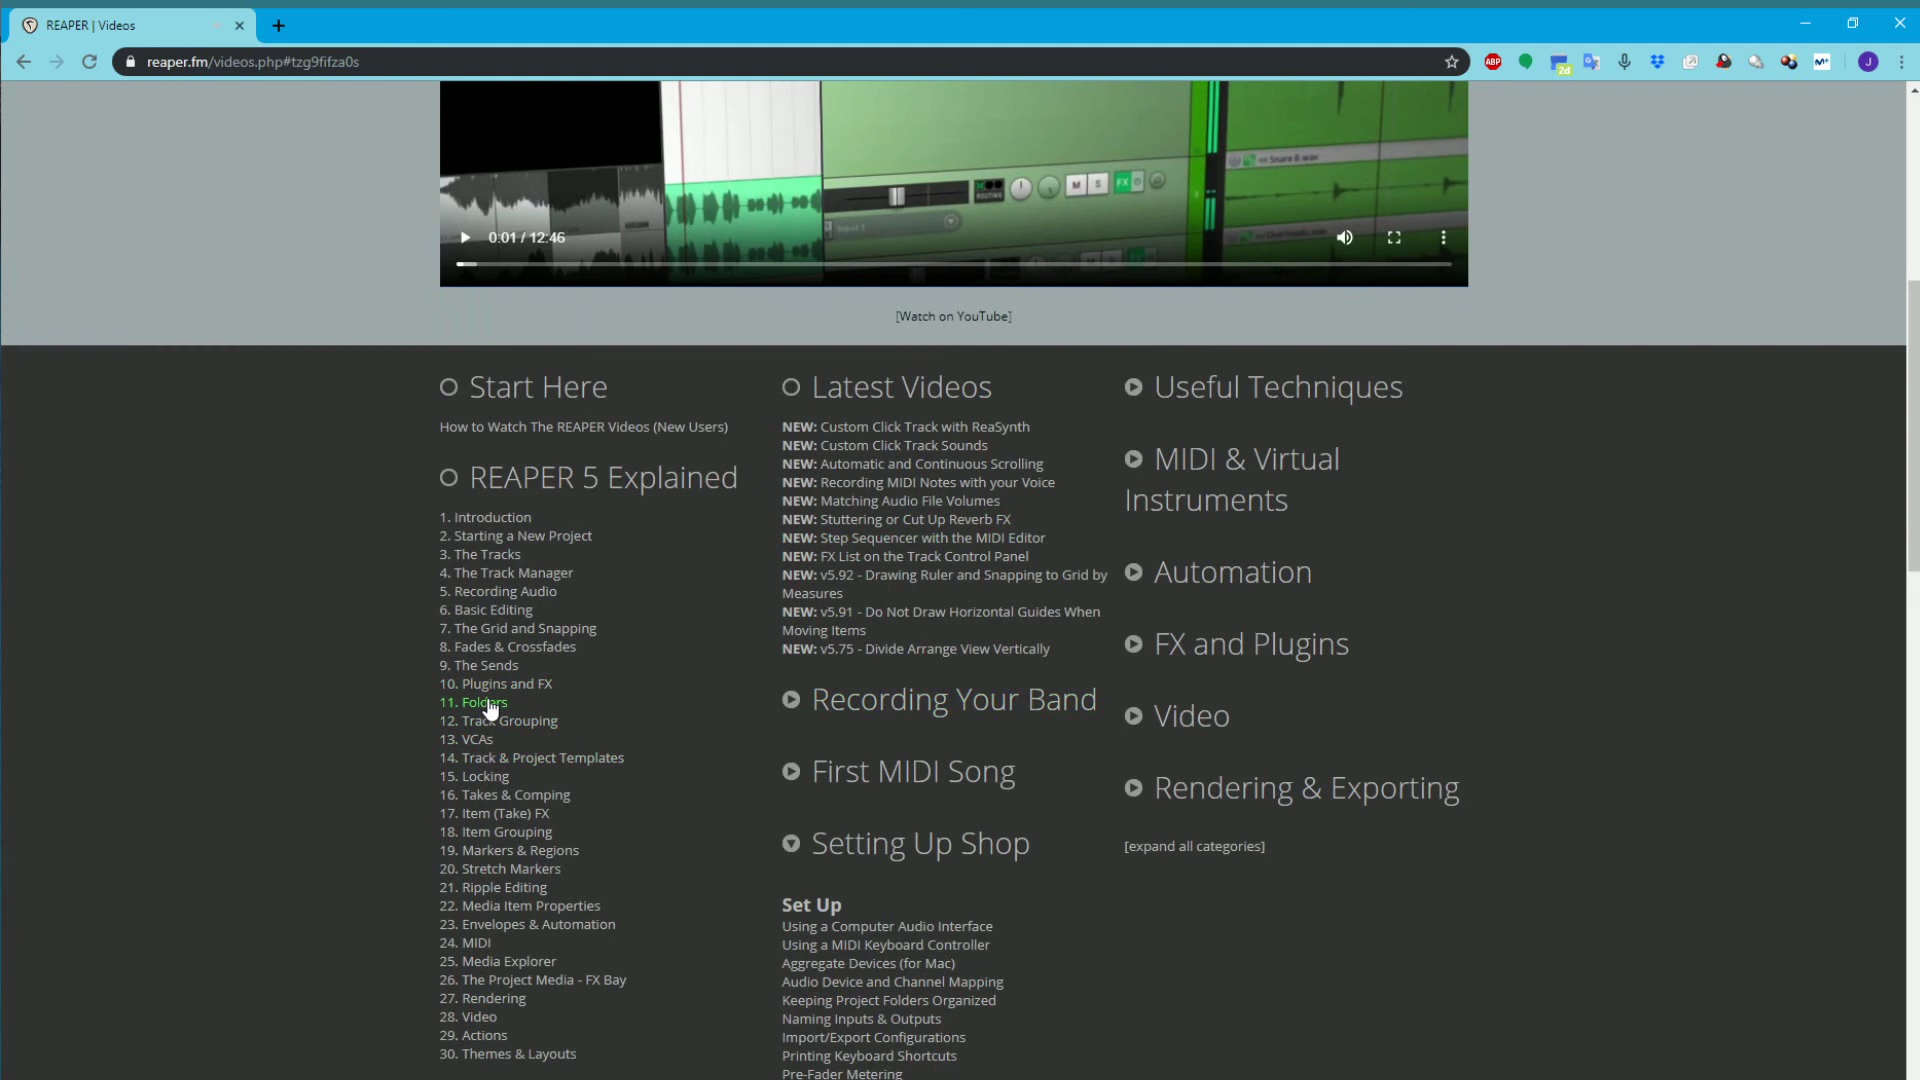 REAPER | Videos
reaper.fm/videos.php#tzg9fifza0s
ABP
2d
J
Snare B.wav
M S FX
ROUTING
Input 1
0:01 / 12:46
[Watch on YouTube]
Start Here
How to Watch The REAPER Videos (New Users)
REAPER 5 Explained
1. Introduction
2. Starting a New Project
3. The Tracks
4. The Track Manager
5. Recording Audio
6. Basic Editing
7. The Grid and Snapping
8. Fades & Crossfades
9. The Sends
10. Plugins and FX
11. Folders
12. Track Grouping
13. VCAs
14. Track & Project Templates
15. Locking
16. Takes & Comping
17. Item (Take) FX
18. Item Grouping
19. Markers & Regions
20. Stretch Markers
21. Ripple Editing
22. Media Item Properties
23. Envelopes & Automation
24. MIDI
25. Media Explorer
26. The Project Media - FX Bay
27. Rendering
28. Video
29. Actions
30. Themes & Layouts
Latest Videos
NEW: Custom Click Track with ReaSynth
NEW: Custom Click Track Sounds
NEW: Automatic and Continuous Scrolling
NEW: Recording MIDI Notes with your Voice
NEW: Matching Audio File Volumes
NEW: Stuttering or Cut Up Reverb FX
NEW: Step Sequencer with the MIDI Editor
NEW: FX List on the Track Control Panel
NEW: v5.92 - Drawing Ruler and Snapping to Grid by
Measures
NEW: v5.91 - Do Not Draw Horizontal Guides When
Moving Items
NEW: v5.75 - Divide Arrange View Vertically
Recording Your Band
First MIDI Song
Setting Up Shop
Set Up
Using a Computer Audio Interface
Using a MIDI Keyboard Controller
Aggregate Devices (for Mac)
Audio Device and Channel Mapping
Keeping Project Folders Organized
Naming Inputs & Outputs
Import/Export Configurations
Printing Keyboard Shortcuts
Pre-Fader Metering
Useful Techniques
MIDI & Virtual
Instruments
Automation
FX and Plugins
Video
Rendering & Exporting
[expand all categories]